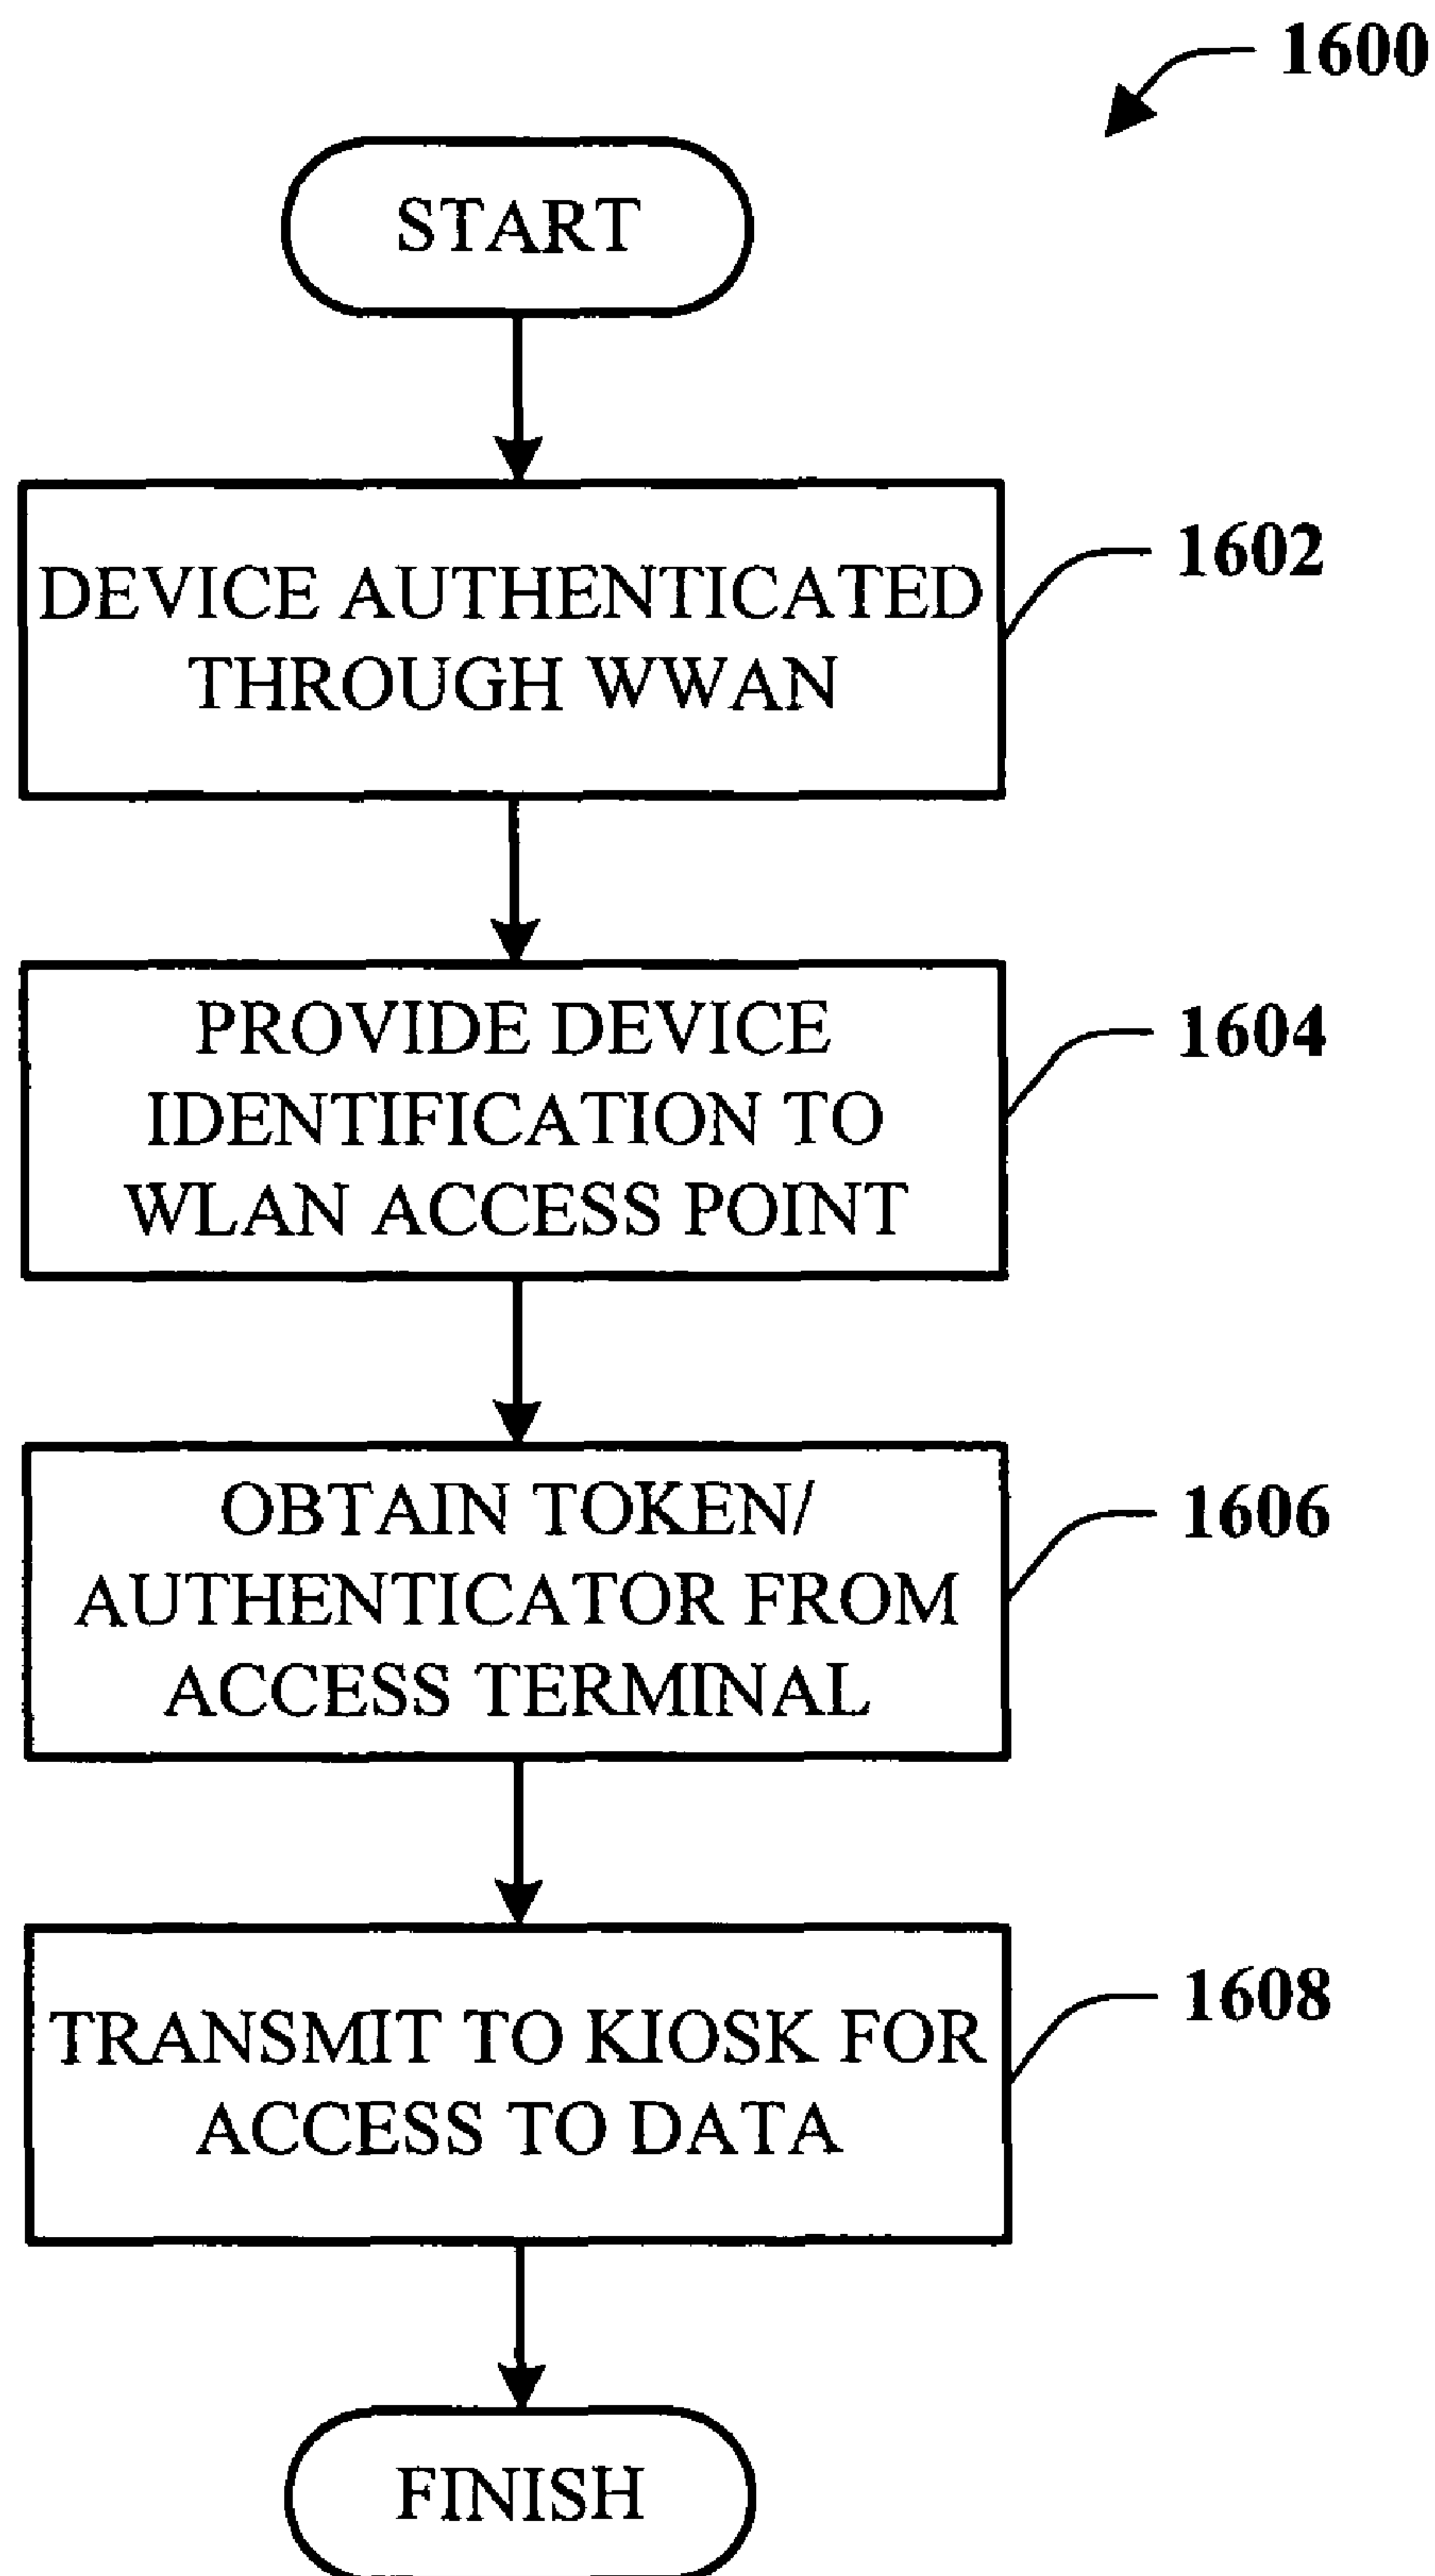 1600
START
DEVICE AUTHENTICATED
THROUGH WWAN
1602
PROVIDE DEVICE
IDENTIFICATION TO
WLAN ACCESS POINT
1604
OBTAIN TOKEN/
AUTHENTICATOR FROM
ACCESS TERMINAL
1606
TRANSMIT TO KIOSK FOR
ACCESS TO DATA
1608
FINISH